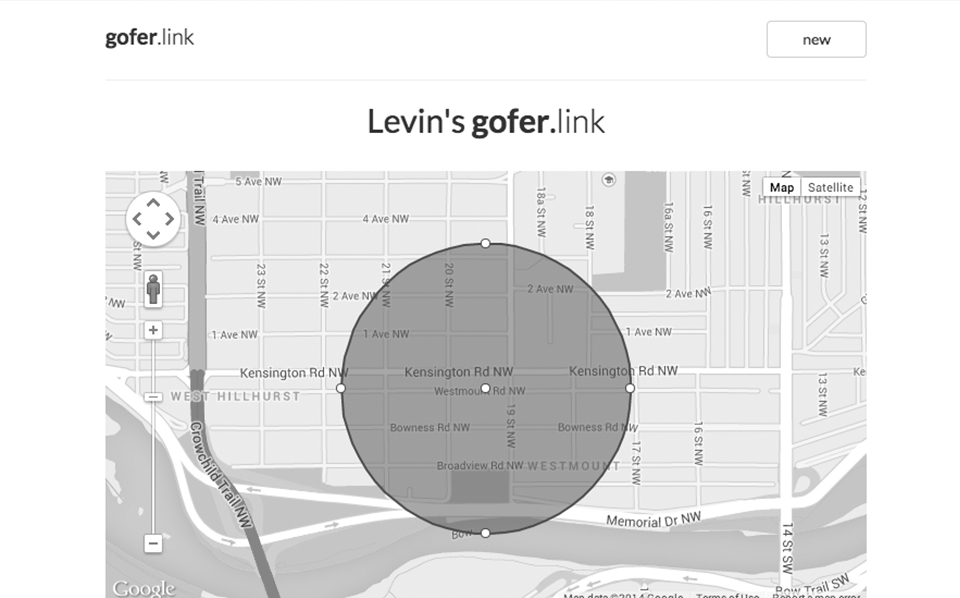 gofer.link
new
Levin's gofer.link
Map Satellite
5 Ave NW
4 Ave NW
4 Ave NW
18a St NW
18 St NW
16a St NW
16 St NW
HILLHURST
12 St NW
13 St NW
23 St NW
22 St NW
21 St NW
20 St NW
2 Ave NW
2 Ave NW
2 Ave NW
1 Ave NW
1 Ave NW
1 Ave NW
Kensington Rd NW
Kensington Rd NW
Kensington Rd NW
Westmount Rd NW
WEST HILLHURST
13 St NW
19 St NW
Bowness Rd NW
Bowness Rd NW
16 St NW
17 St NW
Broadview Rd NW
WESTMOUNT
Crowchild Trail NW
Memorial Dr NW
14 St SW
Bow
Bow Trail SW
Google
Map data ©2014 Google
Terms of Use
Report a map error